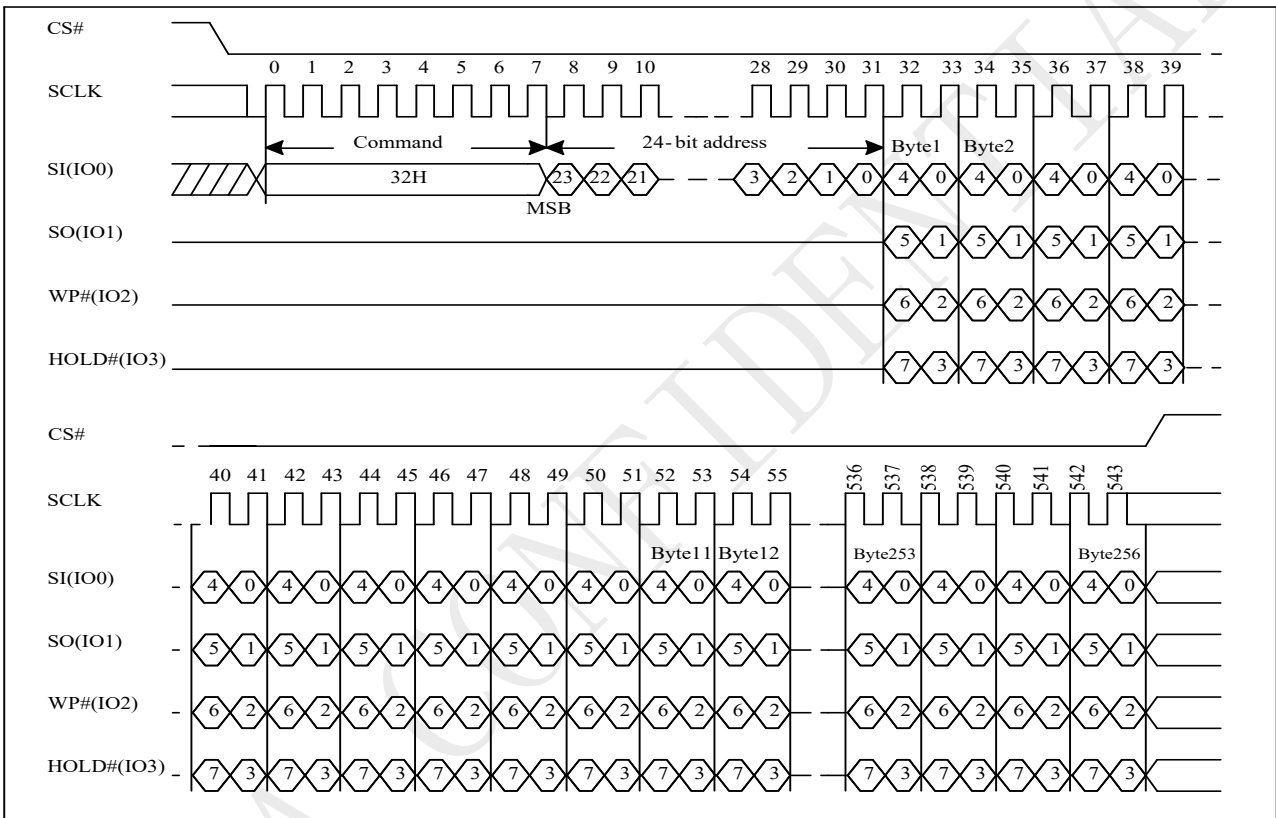 CS#
0 1 2 3 4 5 6 7 8 9 10 28 29 30 31 32 33 34 35 36 37 38 39
SCLK
Command 24-bit address Byte1 Byte2
SI(IO0) 32H 23 22 21 3 2 1 0 4 0 4 0 4 0 4 0
MSB
SO(IO1) 5 1 5 1 5 1 5 1
WP#(IO2) 6 2 6 2 6 2 6 2
HOLD#(IO3) 7 3 7 3 7 3 7 3
CS#
40 41 42 43 44 45 46 47 48 49 50 51 52 53 54 55 536 537 538 539 540 541 542 543
SCLK
Byte11 Byte12 Byte253 Byte256
SI(IO0) 4 0 4 0 4 0 4 0 4 0 4 0 4 0 4 0 4 0 4 0 4 0 4 0
SO(IO1) 5 1 5 1 5 1 5 1 5 1 5 1 5 1 5 1 5 1 5 1 5 1 5 1
WP#(IO2) 6 2 6 2 6 2 6 2 6 2 6 2 6 2 6 2 6 2 6 2 6 2 6 2
HOLD#(IO3) 7 3 7 3 7 3 7 3 7 3 7 3 7 3 7 3 7 3 7 3 7 3 7 3
CONFIDENTIA